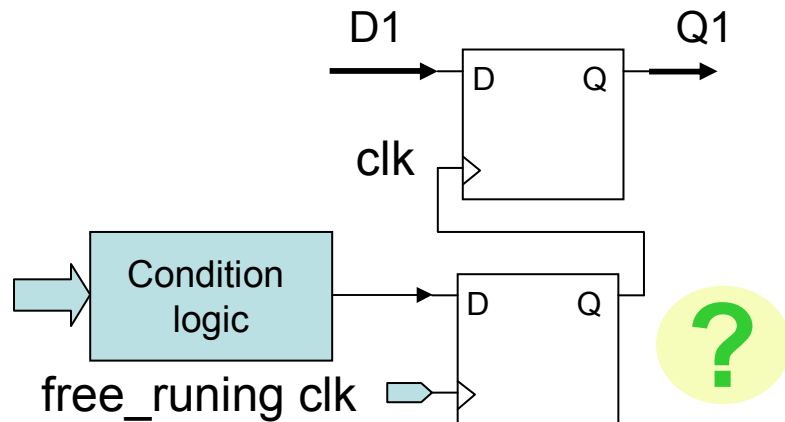 D1
Q1
D
Q
clk
Condition
logic
D
Q
?
free_runing clk